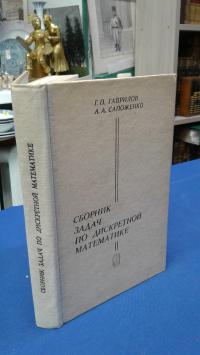 Г.П. ГАВРИЛОВ
А.А. САПОЖЕНКО
СБОРНИК
ЗАДАЧ
ПО ДИСКРЕТНОЙ
МАТЕМАТИКЕ
СБОРНИК ЗАДАЧ ПО ДИСКРЕТНОЙ МАТЕМАТИКЕ